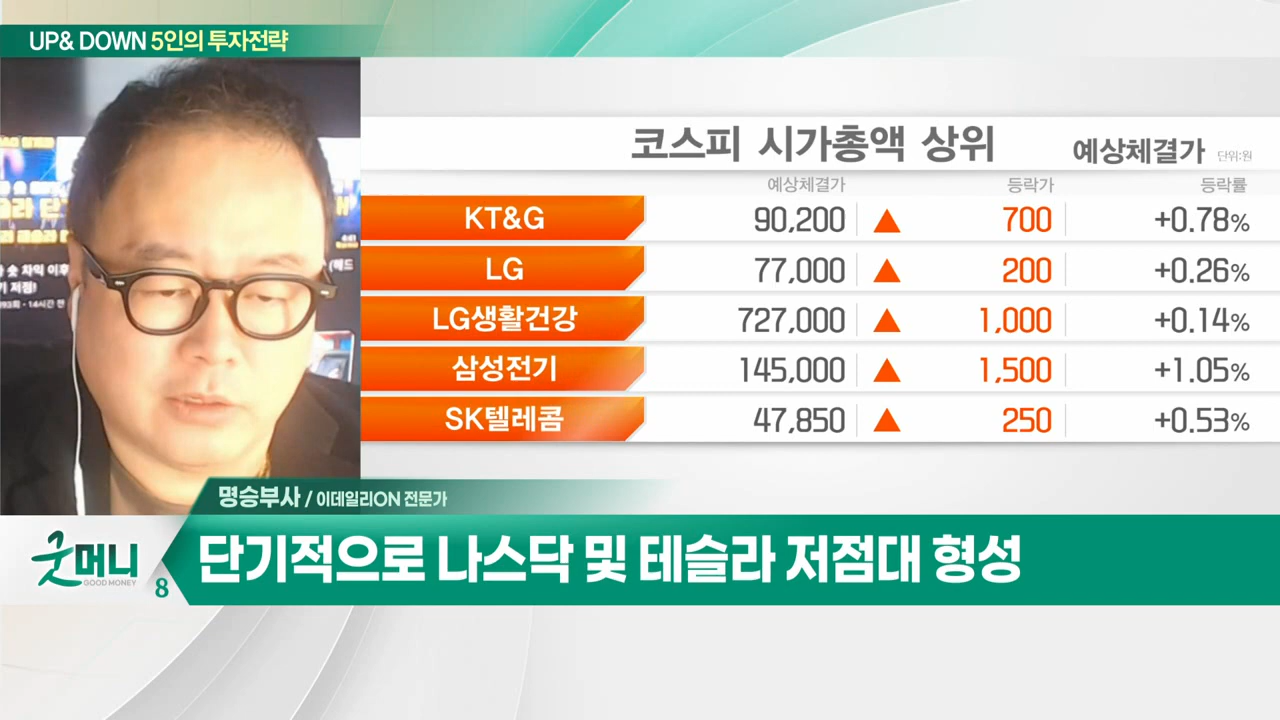 UP& DOWN 5인의 투자전략
코스피 시가총액 상위 예상체결가 단위:원
예상체결가 등락가 등락률
KT&G 90,200 ▲ 700 +0.78%
LG 77,000 ▲ 200 +0.26%
LG생활건강 727,000 ▲ 1,000 +0.14%
삼성전기 145,000 ▲ 1,500 +1.05%
SK텔레콤 47,850 ▲ 250 +0.53%
명승부사 / 이데일리ON 전문가
굿머니
GOOD MONEY
8
단기적으로 나스닥 및 테슬라 저점대 형성